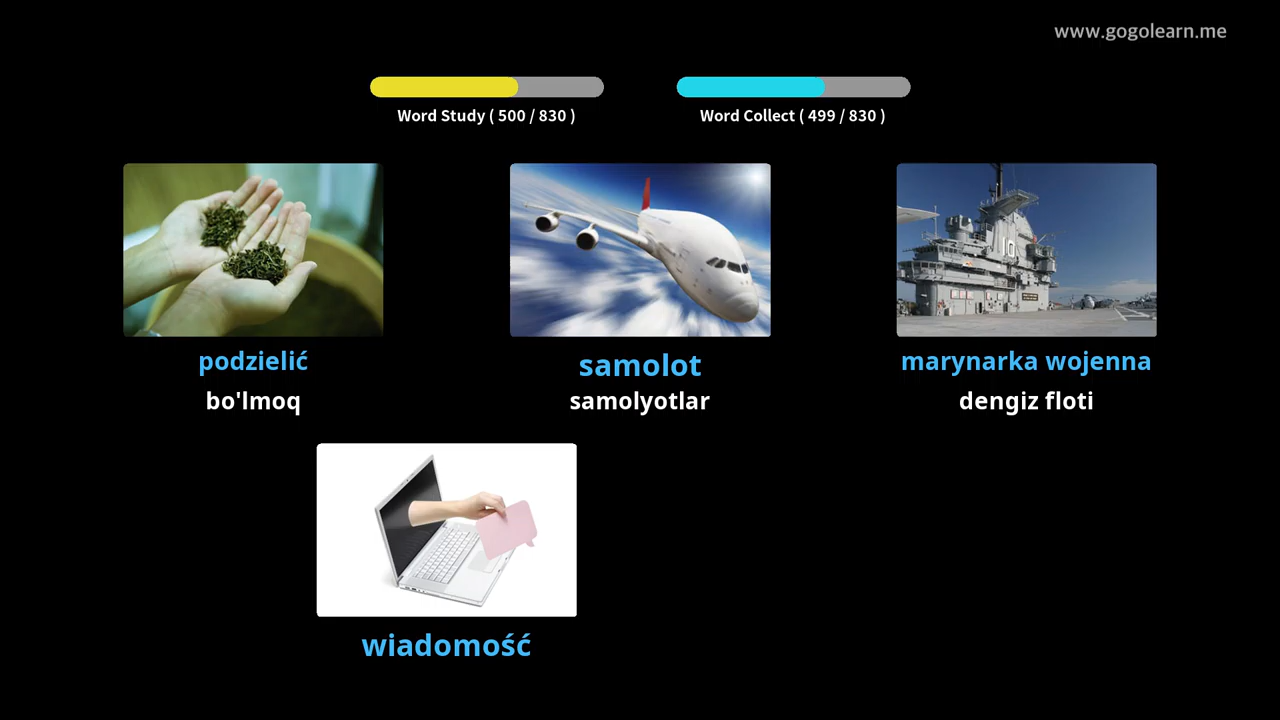 www.gogolearn.me
Word Study ( 500 / 830 )
Word Collect ( 499 / 830 )
10
podzielić
samolot
marynarka wojenna
bo'lmoq
samolyotlar
dengiz floti
wiadomość